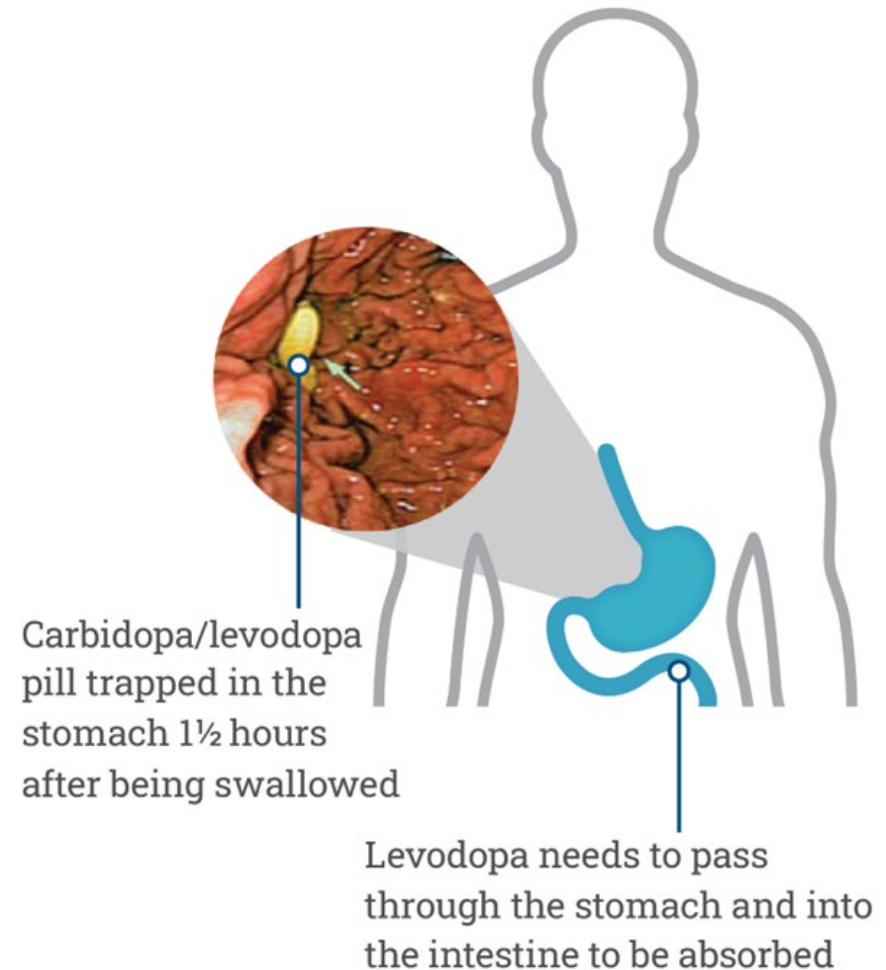 Carbidopa/levodopa
pill trapped in the
stomach 1½ hours
after being swallowed
Levodopa needs to pass
through the stomach and into
the intestine to be absorbed